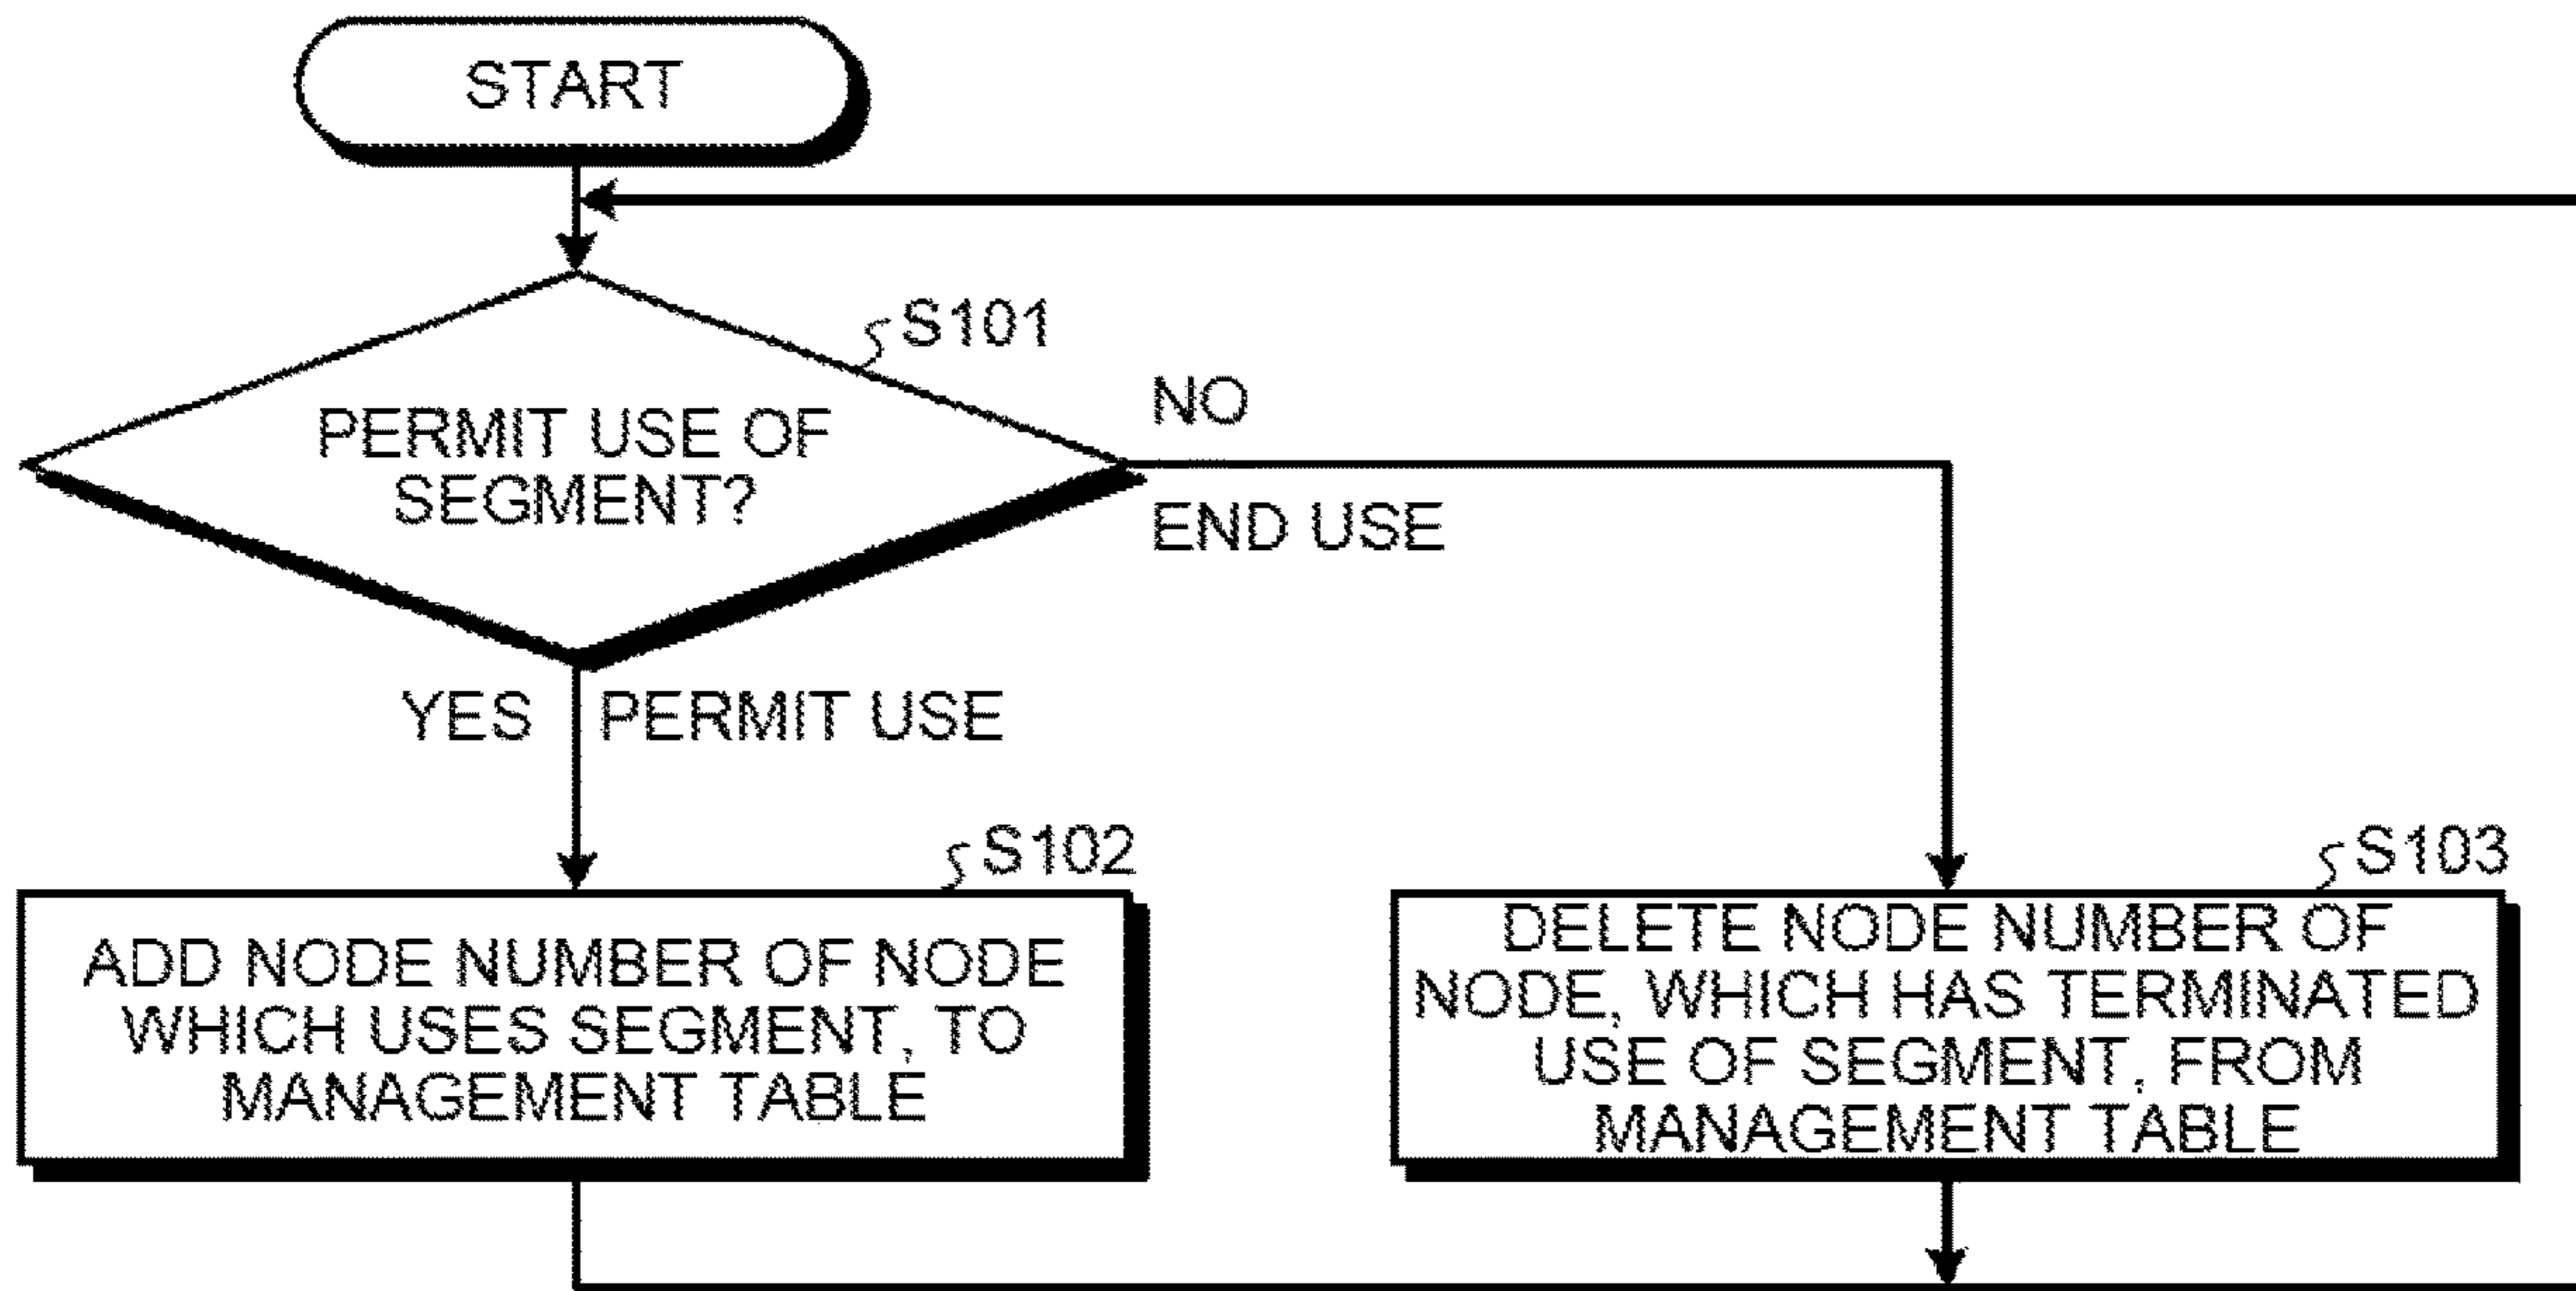 START
S101
PERMIT USE OF
SEGMENT?
NO
END USE
YES
PERMIT USE
S102
ADD NODE NUMBER OF NODE
WHICH USES SEGMENT, TO
MANAGEMENT TABLE
S103
DELETE NODE NUMBER OF
NODE, WHICH HAS TERMINATED
USE OF SEGMENT, FROM
MANAGEMENT TABLE